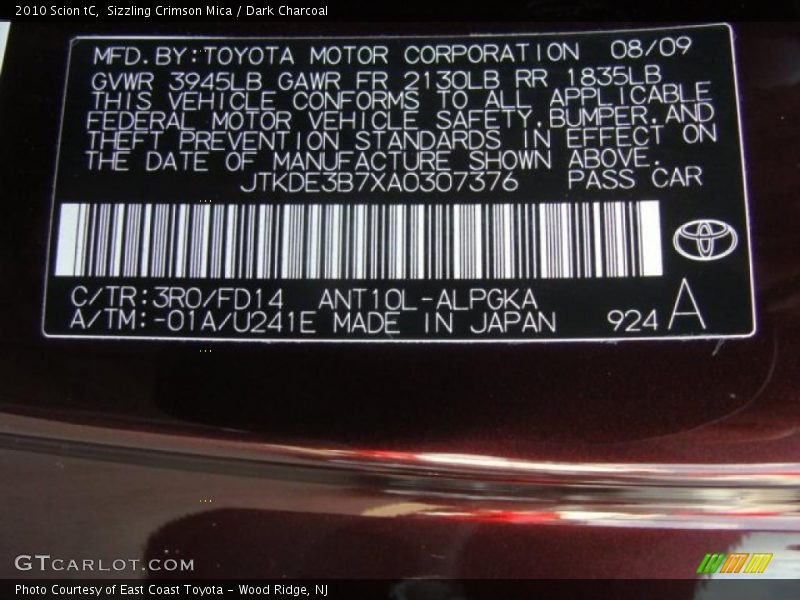 2010 Scion tC,  Sizzling Crimson Mica / Dark Charcoal
MFD.BY:TOYOTA MOTOR CORPORATION 08/09
GVWR 3945LB GAWR FR 2130LB RR 1835LB
THIS VEHICLE CONFORMS TO ALL APPLICABLE
FEDERAL MOTOR VEHICLE SAFETY,BUMPER,AND
THEFT PREVENTION STANDARDS IN EFFECT ON
THE DATE OF MANUFACTURE SHOWN ABOVE.
JTKDE3B7XA0307376 PASS CAR
C/TR:3R0/FD14 ANT10L-ALPGKA
A/TM:-01A/U241E MADE IN JAPAN 924 A
GTCARLOT.COM
Photo Courtesy of East Coast Toyota – Wood Ridge, NJ